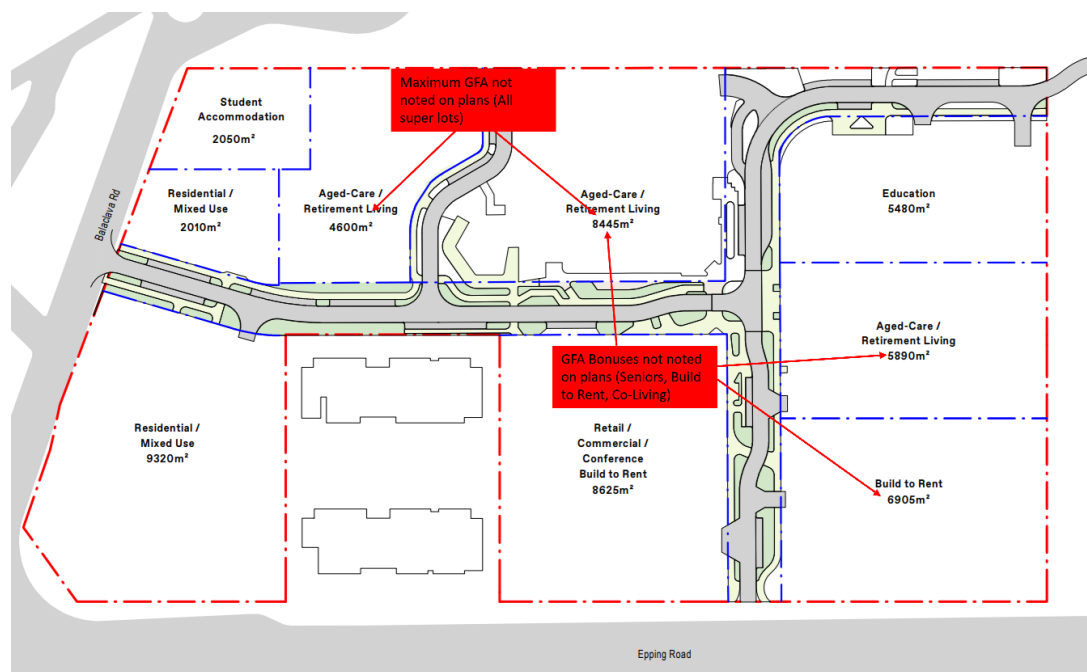 Maximum GFA not
noted on plans (All
super lots)
Student
Accommodation
2050m²
Residential /
Mixed Use
2010m²
Aged-Care /
Retirement Living
4600m²
Aged-Care /
Retirement Living
8445m²
Education
5480m²
Balaclava Rd
Aged-Care /
Retirement Living
5890m²
GFA Bonuses not noted
on plans (Seniors, Build
to Rent, Co-Living)
Residential /
Mixed Use
9320m²
Retail /
Commercial /
Conference
Build to Rent
8625m²
Build to Rent
6905m²
Epping Road